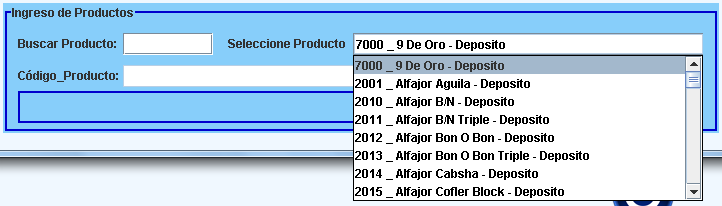 Ingreso de Productos
Buscar Producto: Seleccione Producto 7000 _ 9 De Oro - Deposito
Código_Producto:
7000 _ 9 De Oro - Deposito
2001 _ Alfajor Aguila - Deposito
2010 _ Alfajor B/N - Deposito
2011 _ Alfajor B/N Triple - Deposito
2012 _ Alfajor Bon O Bon - Deposito
2013 _ Alfajor Bon O Bon Triple - Deposito
2014 _ Alfajor Cabsha - Deposito
2015 _ Alfajor Cofler Block - Deposito